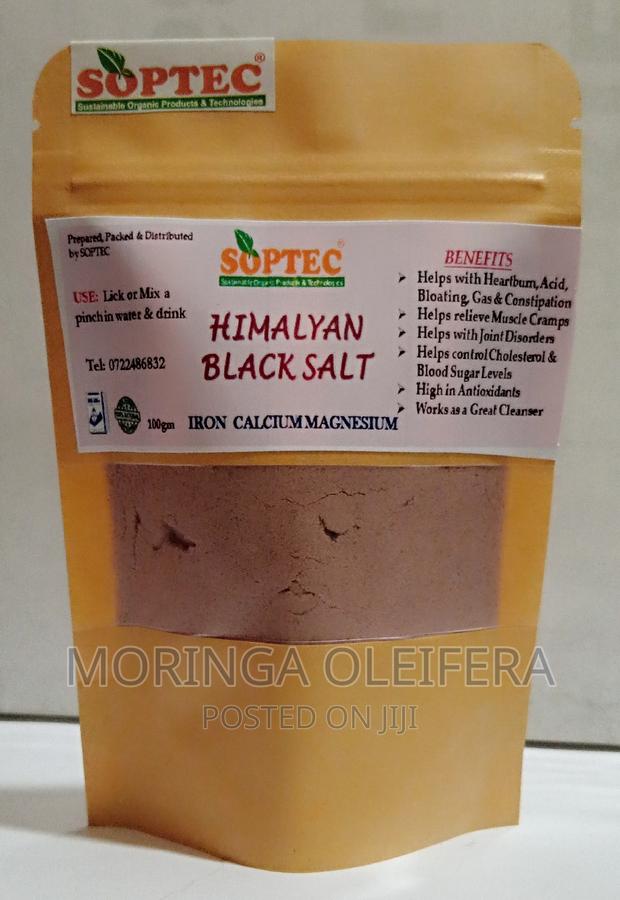 SOPTEC®
Sustainable Organic Products & Technologies
Prepared, Packed & Distributed
by SOPTEC
USE: Lick or Mix a
pinch in water & drink
Tel: 0722486832
100gm
SOPTEC®
Sustainable Organic Products & Technologies
HIMALYAN
BLACK SALT
IRON CALCIUM MAGNESIUM
BENEFITS
➢ Helps with Heartburn, Acid,
Bloating, Gas & Constipation
➢ Helps relieve Muscle Cramps
➢ Helps with Joint Disorders
➢ Helps control Cholesterol &
Blood Sugar Levels
➢ High in Antioxidants
➢ Works as a Great Cleanser
MORINGA OLEIFERA
POSTED ON JIJI